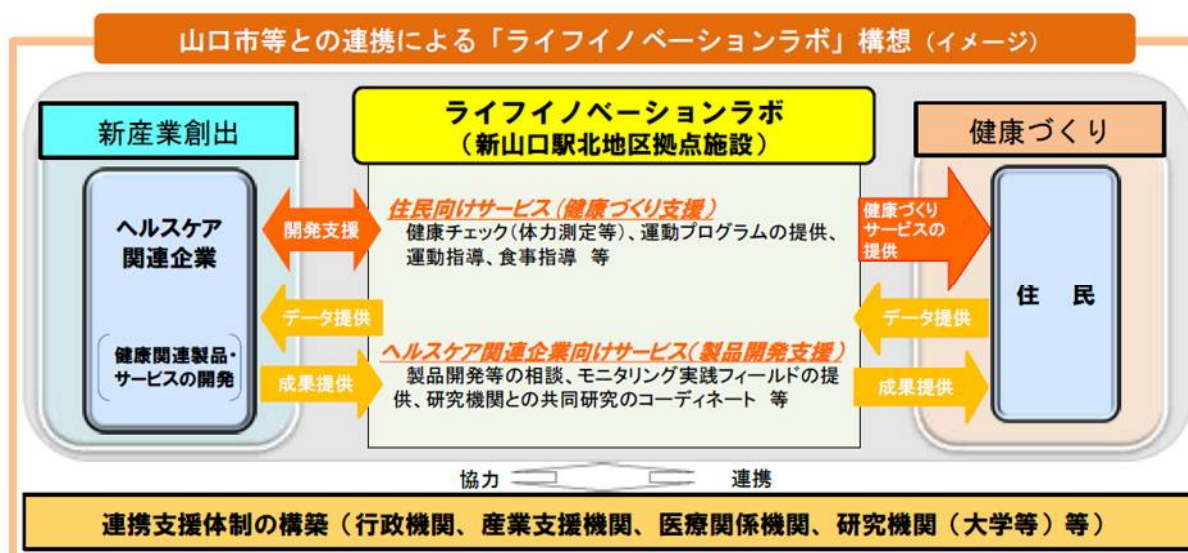 山口市等との連携による「ライフイノベーションラボ」構想（イメージ）
新産業創出
ライフイノベーションラボ
（新山口駅北地区拠点施設）
健康づくり
ヘルスケア
関連企業
健康関連製品・
サービスの開発
開発支援
データ提供
成果提供
住民向けサービス（健康づくり支援）
健康チェック（体力測定等）、運動プログラムの提供、
運動指導、食事指導　等
ヘルスケア関連企業向けサービス（製品開発支援）
製品開発等の相談、モニタリング実践フィールドの提
供、研究機関との共同研究のコーディネート　等
健康づくり
サービスの
提供
データ提供
成果提供
住　民
協力
連携
連携支援体制の構築（行政機関、産業支援機関、医療関係機関、研究機関（大学等）等）